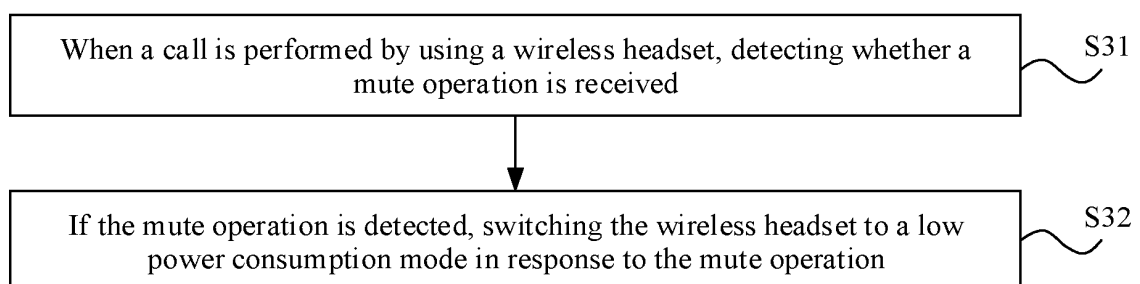 When a call is performed by using a wireless headset, detecting whether a
mute operation is received
S31
If the mute operation is detected, switching the wireless headset to a low
power consumption mode in response to the mute operation
S32